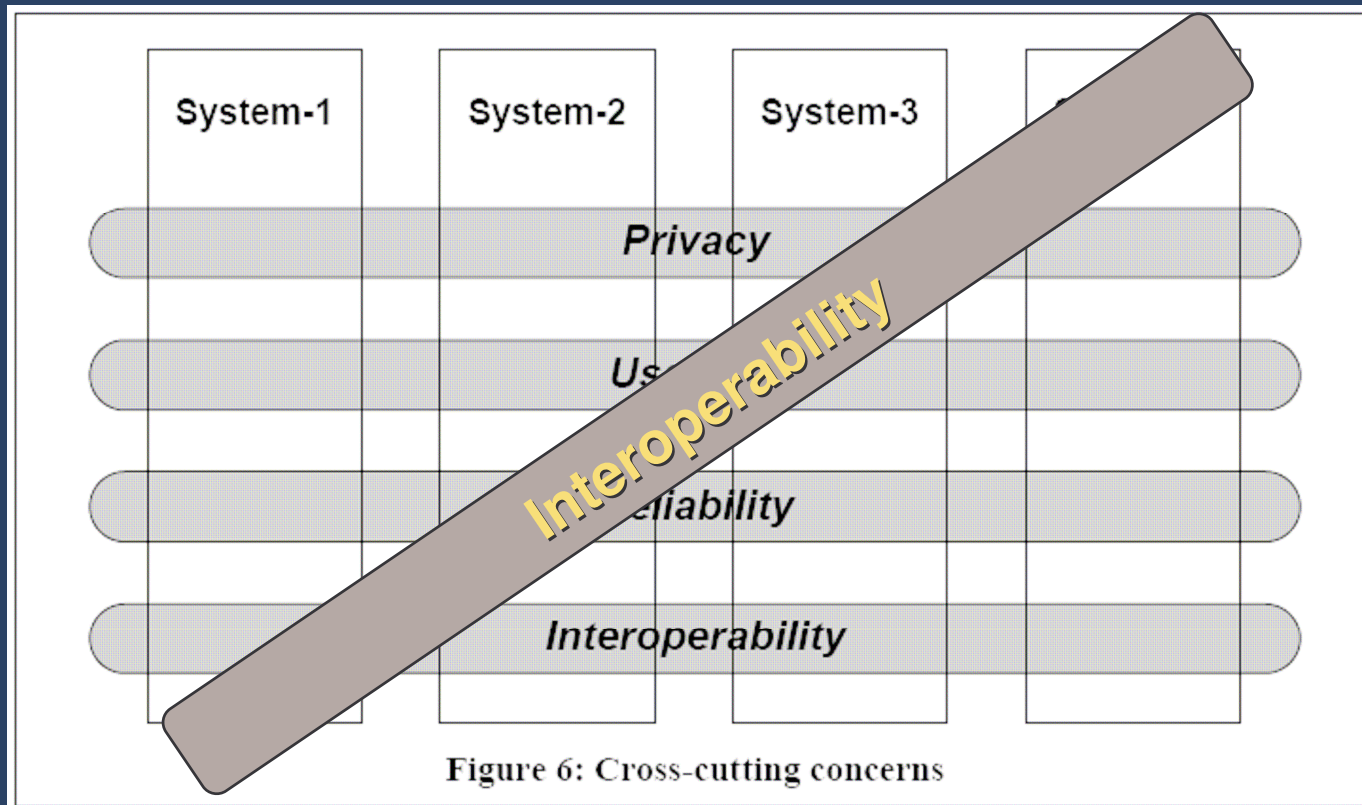 System-1 System-2 System-3
Privacy
Interoperability
Interoperability
Figure 6: Cross-cutting concerns